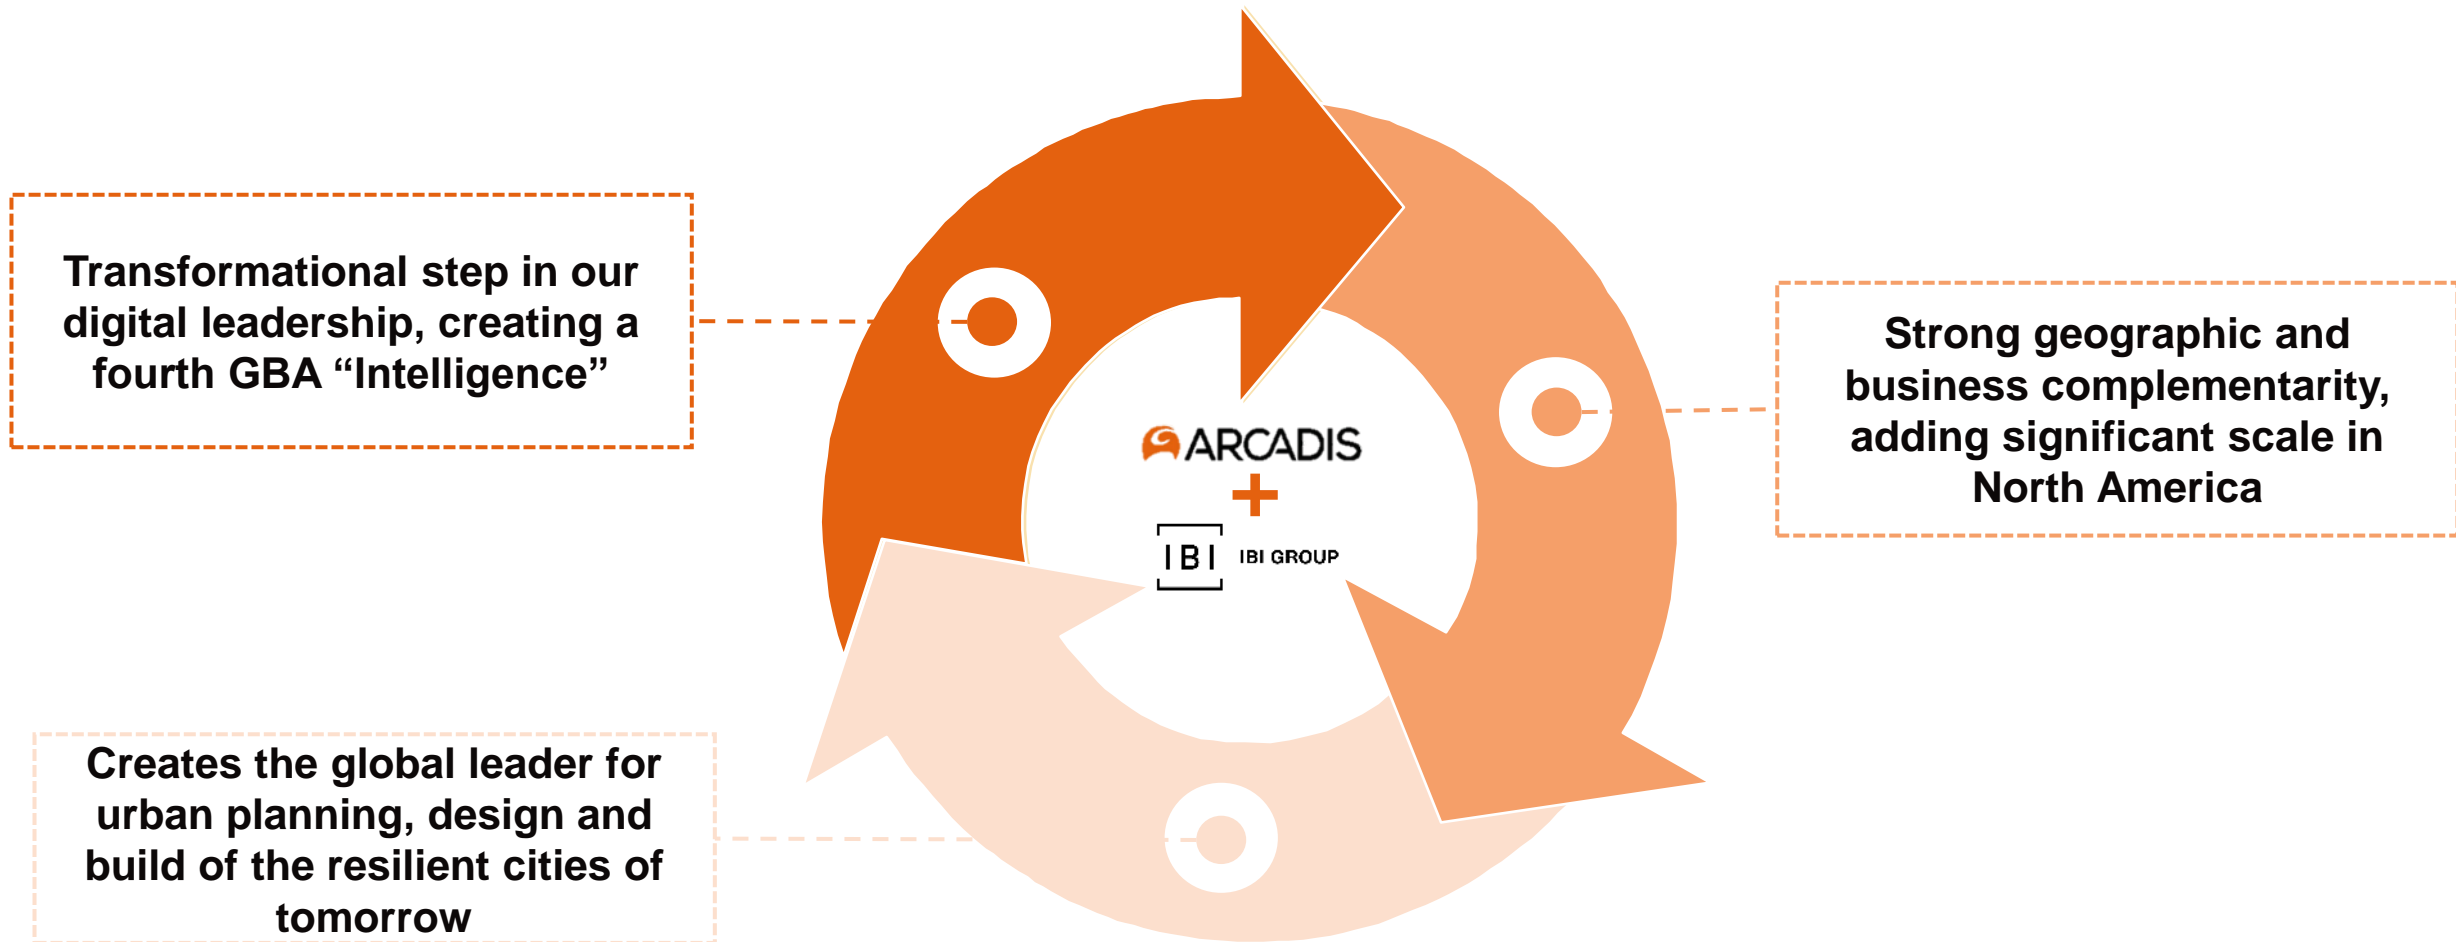 Transformational step in our
digital leadership, creating a
fourth GBA “Intelligence”
Strong geographic and
business complementarity,
adding significant scale in
North America
ARCADIS
+
IBI IBI GROUP
Creates the global leader for
urban planning, design and
build of the resilient cities of
tomorrow